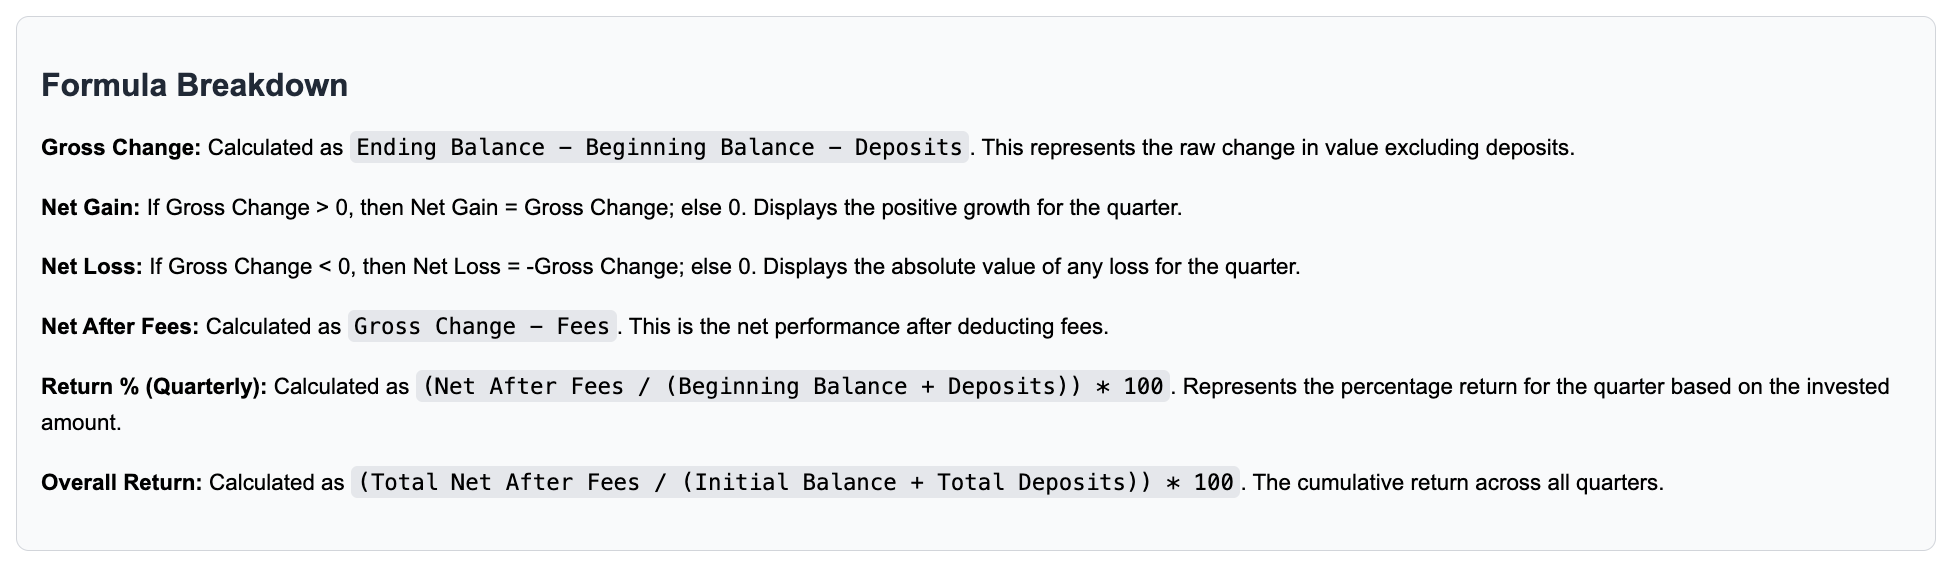 Formula Breakdown
Gross Change: Calculated as Ending Balance − Beginning Balance − Deposits. This represents the raw change in value excluding deposits.
Net Gain: If Gross Change > 0, then Net Gain = Gross Change; else 0. Displays the positive growth for the quarter.
Net Loss: If Gross Change < 0, then Net Loss = -Gross Change; else 0. Displays the absolute value of any loss for the quarter.
Net After Fees: Calculated as Gross Change − Fees. This is the net performance after deducting fees.
Return % (Quarterly): Calculated as (Net After Fees / (Beginning Balance + Deposits)) * 100. Represents the percentage return for the quarter based on the invested
amount.
Overall Return: Calculated as (Total Net After Fees / (Initial Balance + Total Deposits)) * 100. The cumulative return across all quarters.